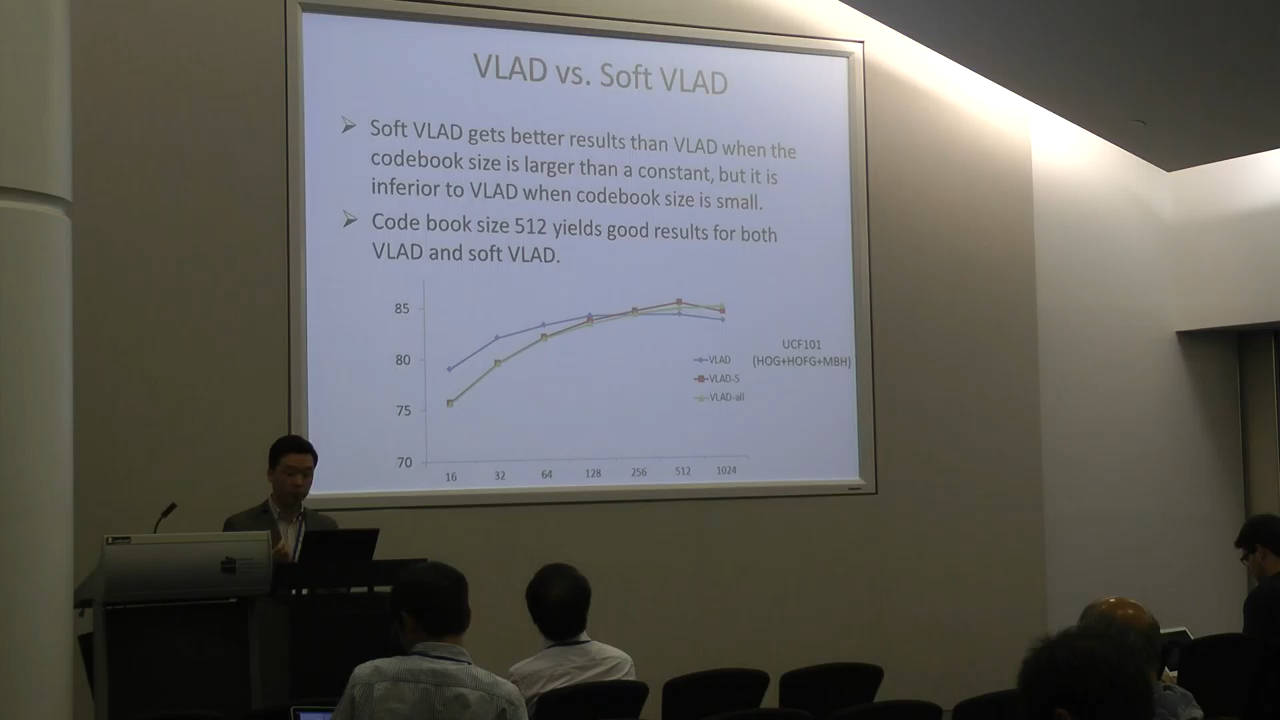 VLAD vs. Soft VLAD
Soft VLAD gets better results than VLAD when the
codebook size is larger than a constant, but it is
inferior to VLAD when codebook size is small.
Code book size 512 yields good results for both
VLAD and soft VLAD.
85
80
75
70
16 32 64 128 256 512 1024
VLAD
VLAD-S
VLAD-all
UCF101
(HOG+HOFG+MBH)